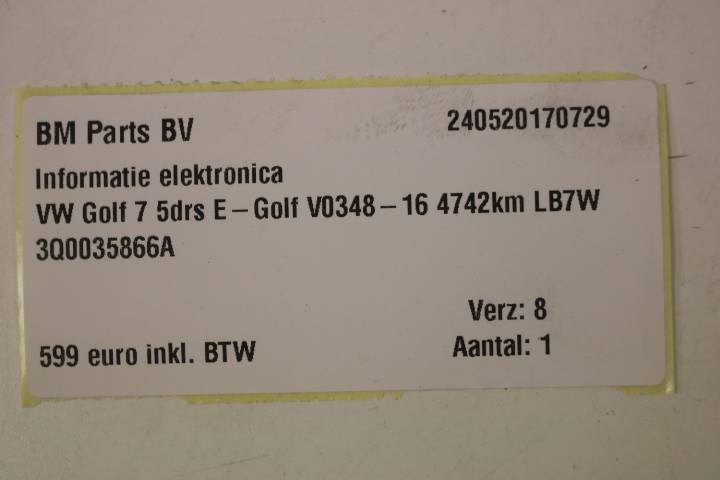 BM Parts BV 240520170729
Informatie elektronica
VW Golf 7 5drs E-Golf V0348-16 4742km LB7W
3Q0035866A
Verz: 8
599 euro inkl. BTW Aantal: 1